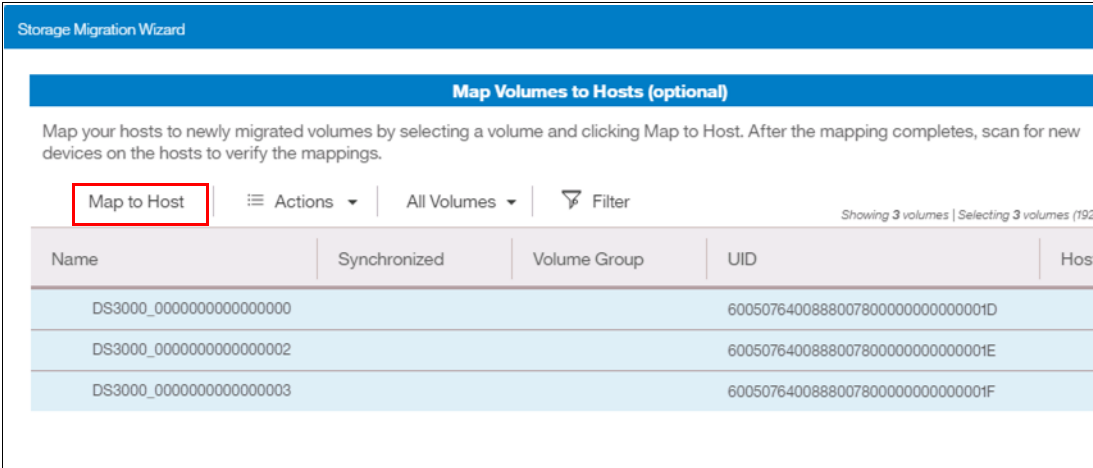 Storage Migration Wizard
Map Volumes to Hosts (optional)
Map your hosts to newly migrated volumes by selecting a volume and clicking Map to Host. After the mapping completes, scan for new
devices on the hosts to verify the mappings.
Map to Host Actions All Volumes Filter
Showing 3 volumes | Selecting 3 volumes (192
Name Synchronized Volume Group UID Hos
DS3000_0000000000000000 6005076400888007800000000000001D
DS3000_0000000000000002 6005076400888007800000000000001E
DS3000_0000000000000003 6005076400888007800000000000001F